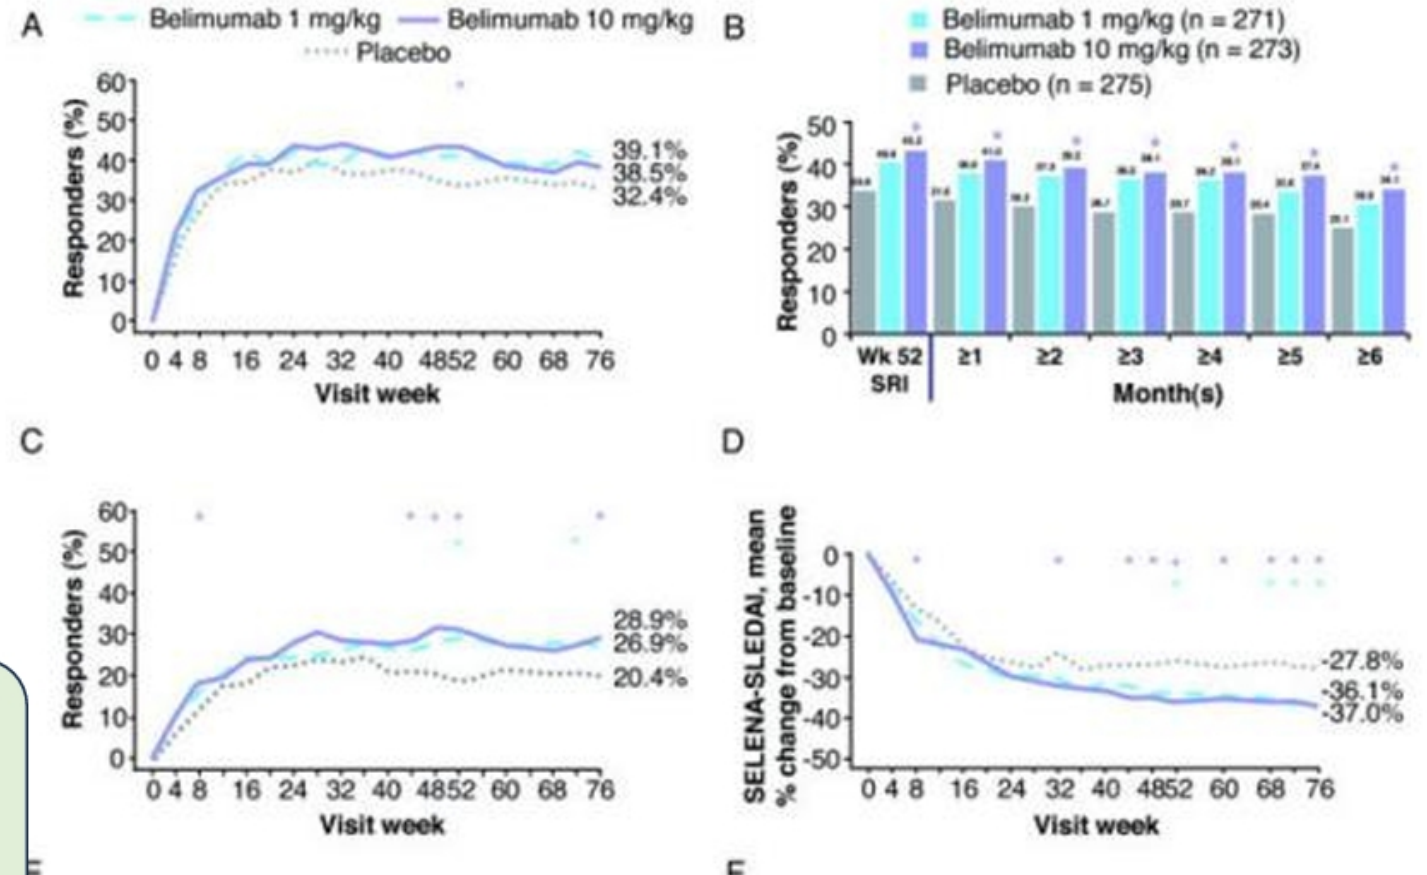 A
Belimumab 1 mg/kg Belimumab 10 mg/kg
Placebo
Responders (%)
60
50
40
30
20
10
0
39.1%
38.5%
32.4%
0 4 8 16 24 32 40 48 52 60 68 76
Visit week
B
Belimumab 1 mg/kg (n = 271)
Belimumab 10 mg/kg (n = 273)
Placebo (n = 275)
Responders (%)
50
40
30
20
10
0
Wk 52 ≥1 ≥2 ≥3 ≥4 ≥5 ≥6
SRI
Month(s)
C
Responders (%)
60
50
40
30
20
10
0
28.9%
26.9%
20.4%
0 4 8 16 24 32 40 48 52 60 68 76
Visit week
D
SELENA-SLEDAI, mean
% change from baseline
0
-10
-20
-30
-40
-50
-27.8%
-36.1%
-37.0%
0 4 8 16 24 32 40 48 52 60 68 76
Visit week